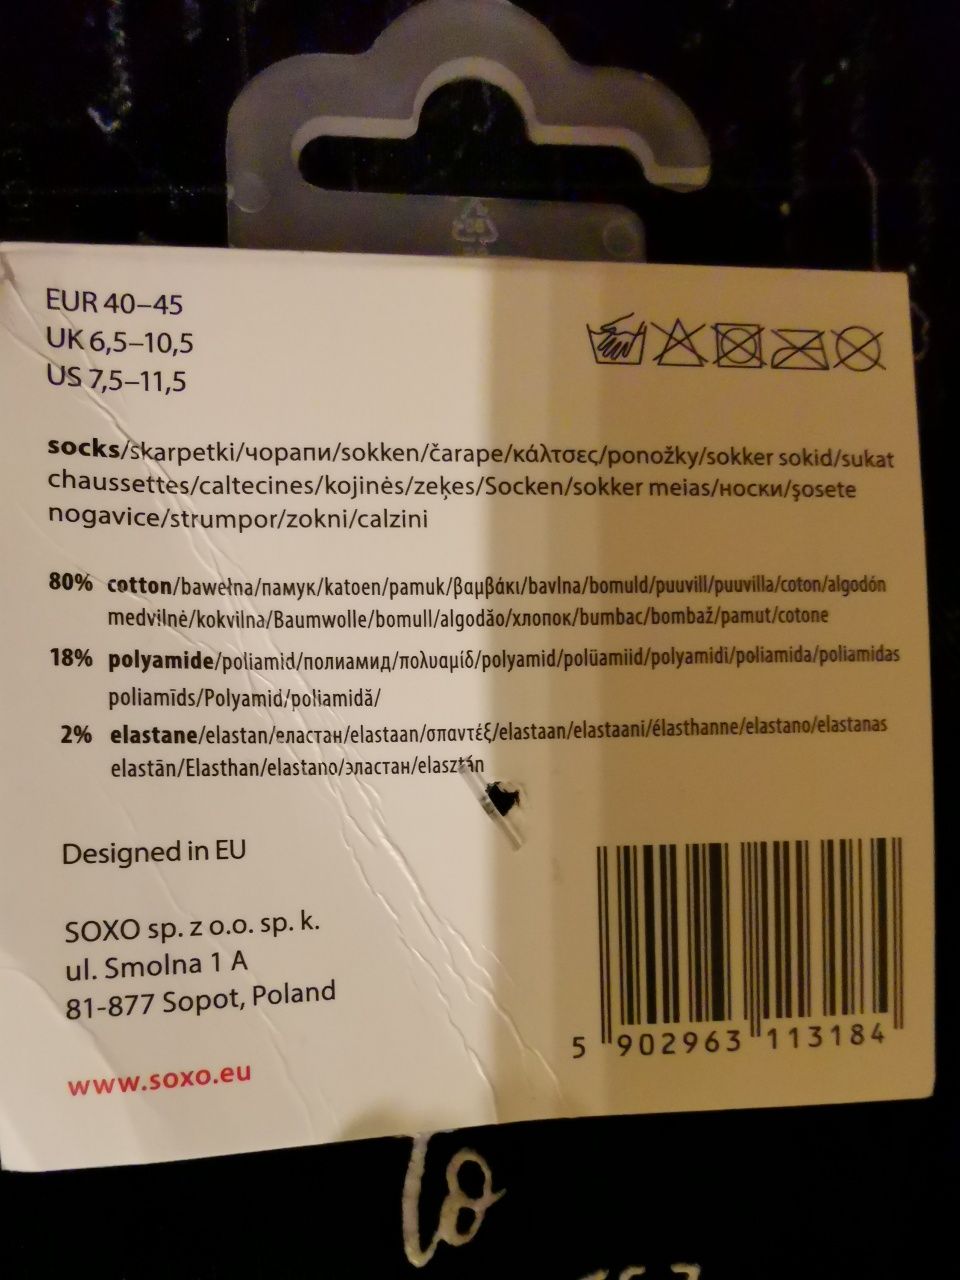 EUR 40–45
UK 6,5–10,5
US 7,5–11,5
socks/skarpetki/чорапи/sokken/čarape/κάλτσες/ponožky/sokker sokid/sukat
chaussettes/caltecines/kojinės/zeķes/Socken/sokker meias/носки/şosete
nogavice/strumpor/zokni/calzini
80% cotton/bawełna/памук/katoen/pamuk/βαμβάκι/bavlna/bomuld/puuvill/puuvilla/coton/algodón
medvilnė/kokvilna/Baumwolle/bomull/algodão/хлопок/bumbac/bombaž/pamut/cotone
18% polyamide/poliamid/полиамид/πολυαμίδ/polyamid/polüamiid/polyamidi/poliamida/poliamidas
poliamīds/Polyamid/poliamidă/
2% elastane/elastan/еластан/elastaan/σπαντέξ/elastaan/elastaani/élasthanne/elastano/elastanas
elastān/Elasthan/elastano/эластан/elasztán
Designed in EU
SOXO sp. z o.o. sp. k.
ul. Smolna 1 A
81-877 Sopot, Poland
www.soxo.eu
5 902963 113184